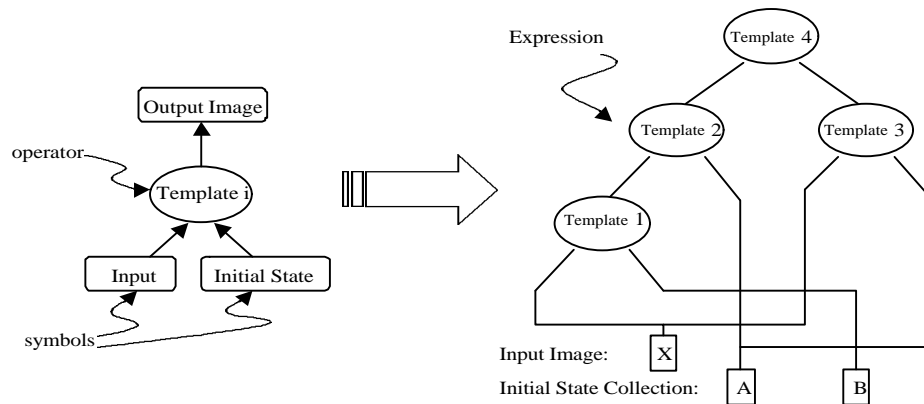 Output Image
operator
Template i
Input
Initial State
symbols
Expression
Template 4
Template 2
Template 3
Template 1
Input Image:
X
Initial State Collection:
A
B